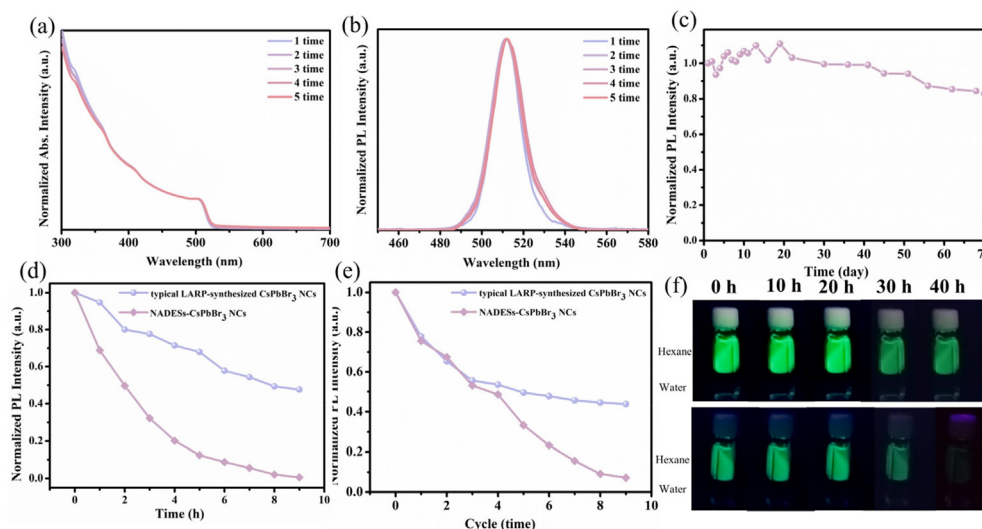 (a)
Normalized Abs. Intensity (a.u.)
1 time
2 time
3 time
4 time
5 time
300 400 500 600 700
Wavelength (nm)
(b)
Normalized PL Intensity (a.u.)
1 time
2 time
3 time
4 time
5 time
460 480 500 520 540 560 580
Wavelength (nm)
(c)
Normalized PL Intensity (a.u.)
1.0
0.8
0.6
0.4
0.2
0.0
0 10 20 30 40 50 60
Time (day)
(d)
Normalized PL Intensity (a.u.)
1.0
0.8
0.6
0.4
0.2
0.0
typical LARP-synthesized CsPbBr3 NCs
NADESs-CsPbBr3 NCs
0 2 4 6 8 10
Time (h)
(e)
Normalized PL Intensity (a.u.)
1.0
0.8
0.6
0.4
0.2
0.0
typical LARP-synthesized CsPbBr3 NCs
NADESs-CsPbBr3 NCs
0 2 4 6 8 10
Cycle (time)
(f)
0 h 10 h 20 h 30 h 40 h
Hexane
Water
Hexane
Water